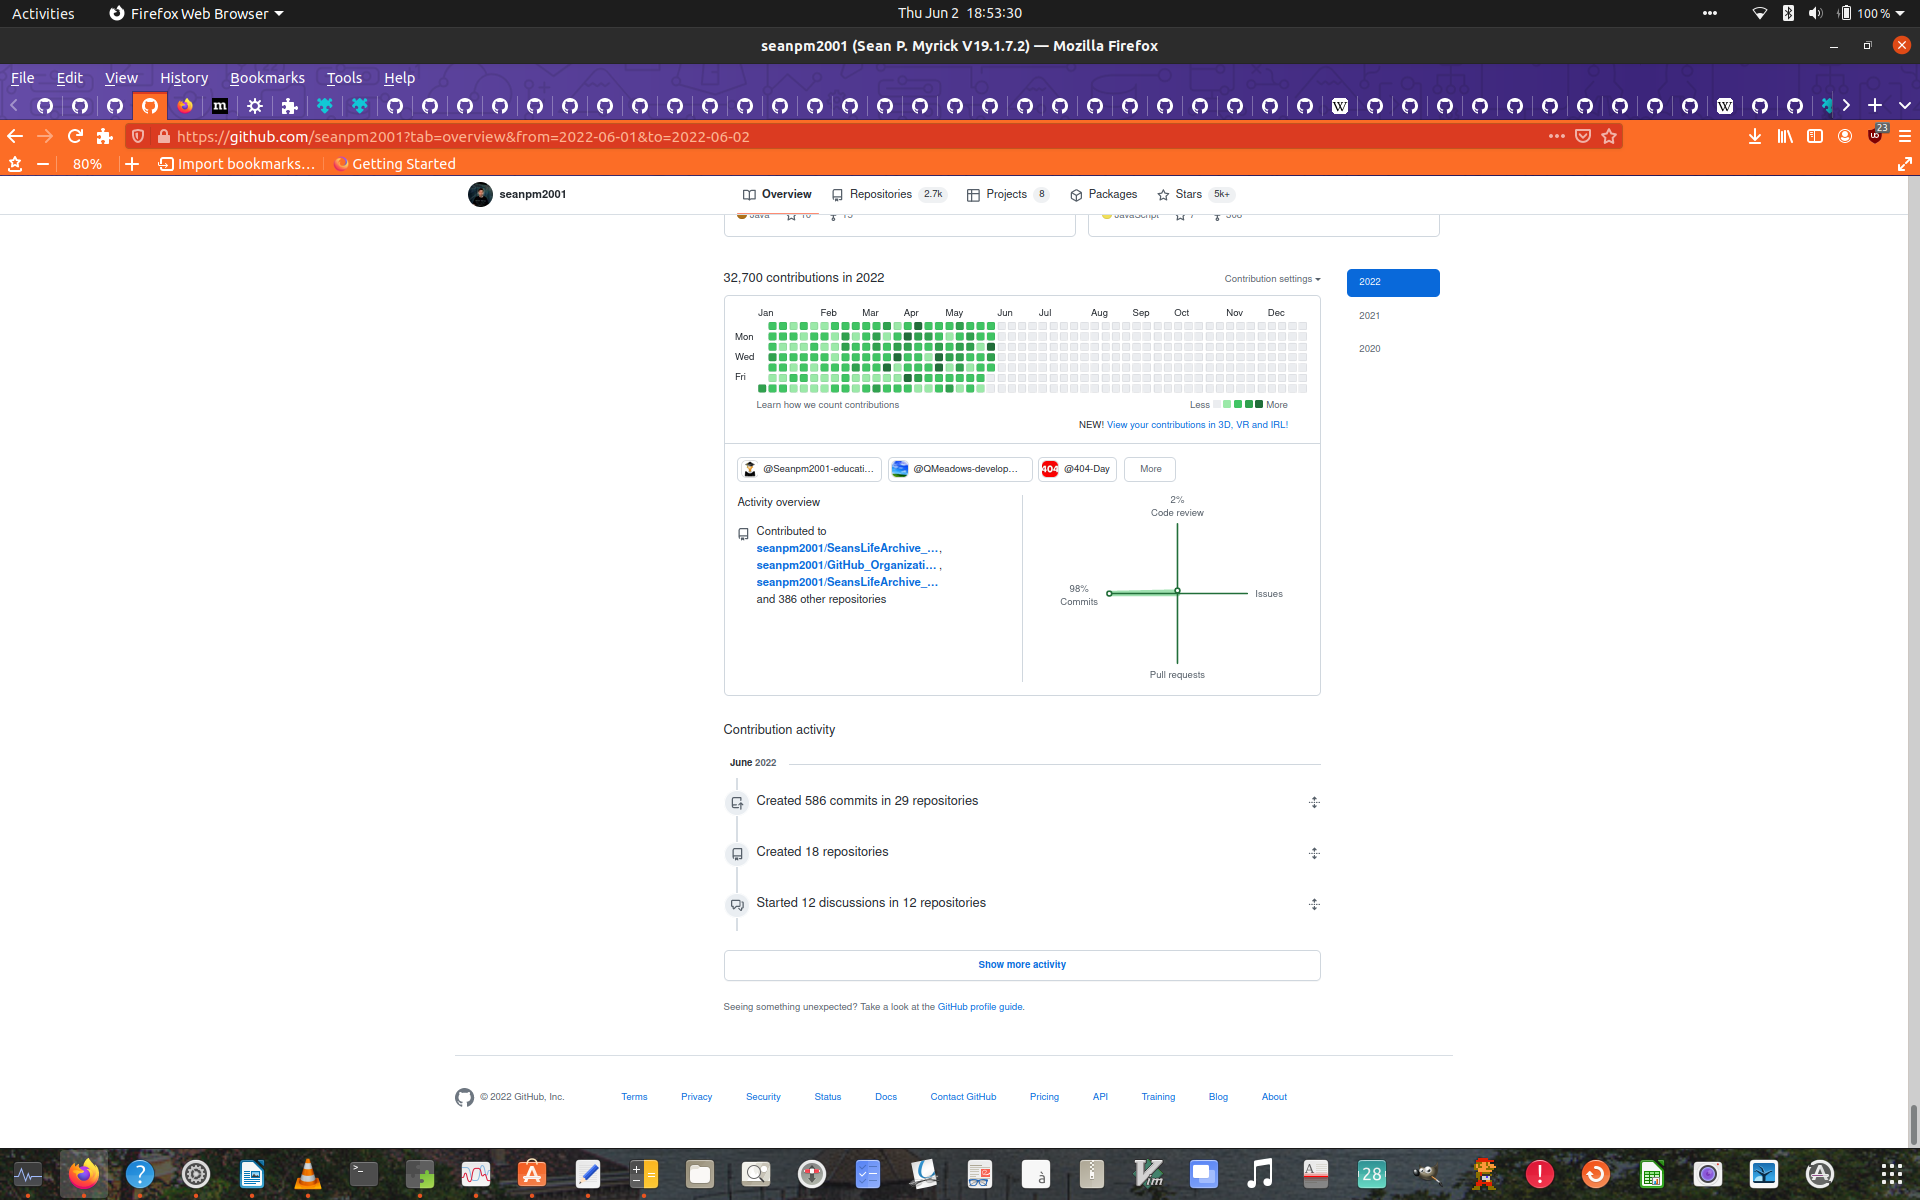 Activities Firefox Web Browser Thu Jun 2 18:53:30 100 %
seanpm2001 (Sean P. Myrick V19.1.7.2) — Mozilla Firefox
File Edit View History Bookmarks Tools Help
https://github.com/seanpm2001?tab=overview&from=2022-06-01&to=2022-06-02 23
80% Import bookmarks... Getting Started
seanpm2001 Overview Repositories 2.7k Projects 8 Packages Stars 5k+
Java JavaScript
32,700 contributions in 2022 Contribution settings
2022
2021
2020
Jan Feb Mar Apr May Jun Jul Aug Sep Oct Nov Dec
Mon
Wed
Fri
Learn how we count contributions Less More
NEW! View your contributions in 3D, VR and IRL!
@Seanpm2001-educati... @QMeadows-develop... 404 @404-Day More
Activity overview
Contributed to
seanpm2001/SeansLifeArchive_... ,
seanpm2001/GitHub_Organizati... ,
seanpm2001/SeansLifeArchive_...
and 386 other repositories
2%
Code review
98%
Commits
Issues
Pull requests
Contribution activity
June 2022
Created 586 commits in 29 repositories
Created 18 repositories
Started 12 discussions in 12 repositories
Show more activity
Seeing something unexpected? Take a look at the GitHub profile guide.
© 2022 GitHub, Inc. Terms Privacy Security Status Docs Contact GitHub Pricing API Training Blog About
28